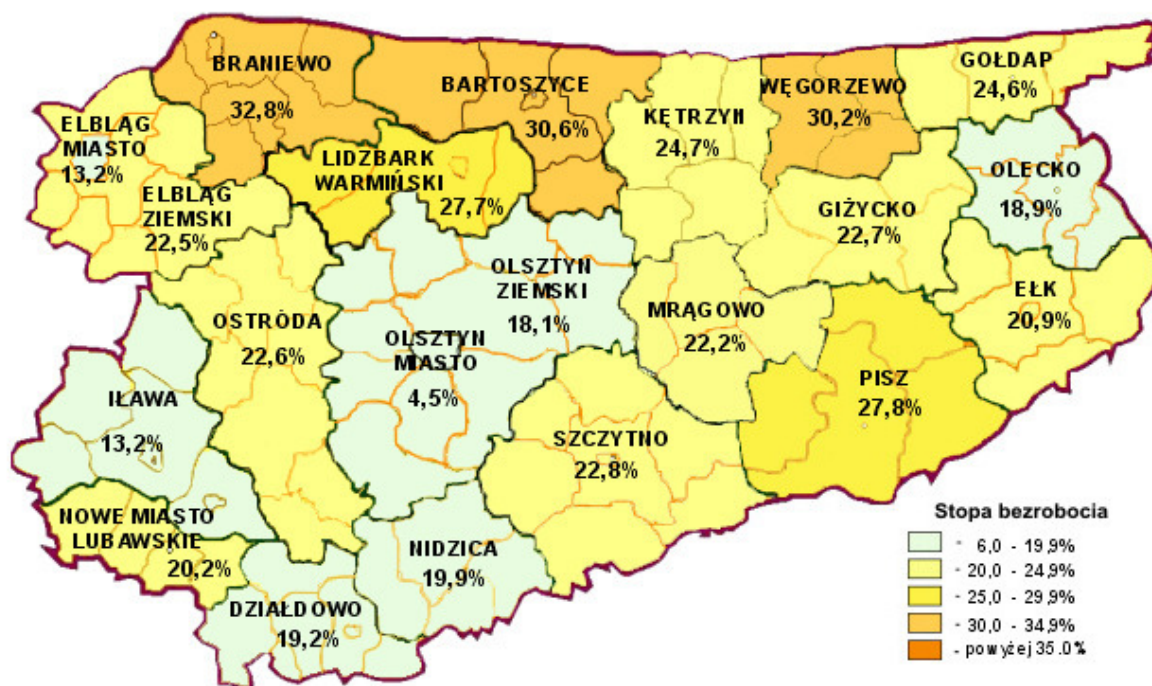 BRANIEWO
32,8%
BARTOSZYCE
30,6%
KĘTRZYN
24,7%
WĘGORZEWO
30,2%
GOŁDAP
24,6%
ELBLĄG
MIASTO
13,2%
ELBLĄG
ZIEMSKI
22,5%
LIDZBARK
WARMIŃSKI
27,7%
OLECKO
18,9%
GIŻYCKO
22,7%
OLSZTYN
ZIEMSKI
18,1%
OSTRÓDA
22,6%
OLSZTYN
MIASTO
4,5%
MRĄGOWO
22,2%
EŁK
20,9%
IŁAWA
13,2%
PISZ
27,8%
SZCZYTNO
22,8%
NOWE MIASTO
LUBAWSKIE
20,2%
NIDZICA
19,9%
DZIAŁDOWO
19,2%
Stopa bezrobocia
- 6,0 - 19,9%
- 20,0 - 24,9%
- 25,0 - 29,9%
- 30,0 - 34,9%
- powyżej 35.0%